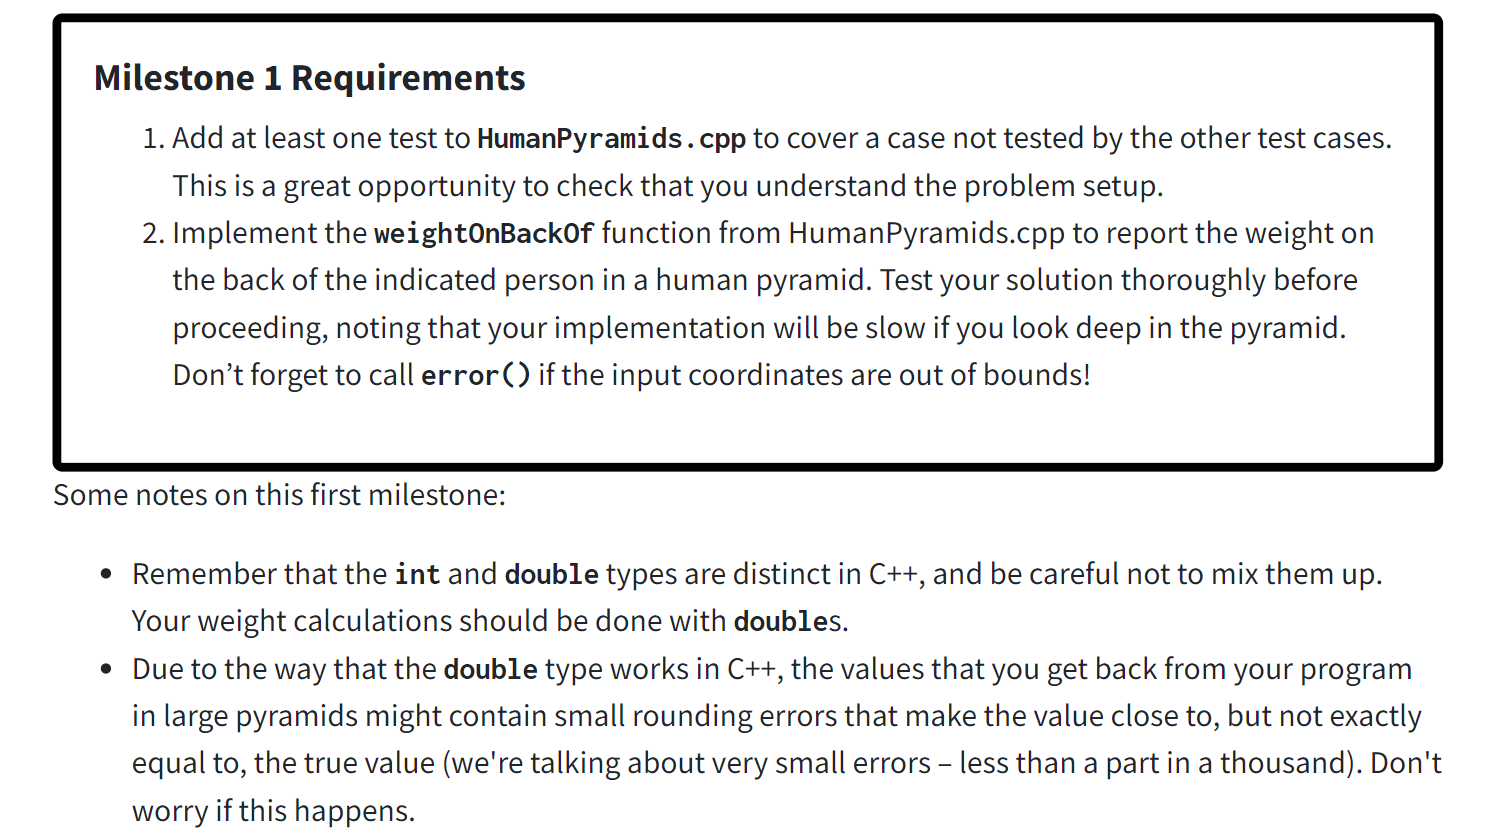 Milestone 1 Requirements
1. Add at least one test to HumanPyramids.cpp to cover a case not tested by the other test cases.
This is a great opportunity to check that you understand the problem setup.
2. Implement the weightOnBackOf function from HumanPyramids.cpp to report the weight on
the back of the indicated person in a human pyramid. Test your solution thoroughly before
proceeding, noting that your implementation will be slow if you look deep in the pyramid.
Don’t forget to call error() if the input coordinates are out of bounds!
Some notes on this first milestone:
• Remember that the int and double types are distinct in C++, and be careful not to mix them up.
Your weight calculations should be done with doubles.
• Due to the way that the double type works in C++, the values that you get back from your program
in large pyramids might contain small rounding errors that make the value close to, but not exactly
equal to, the true value (we're talking about very small errors – less than a part in a thousand). Don't
worry if this happens.